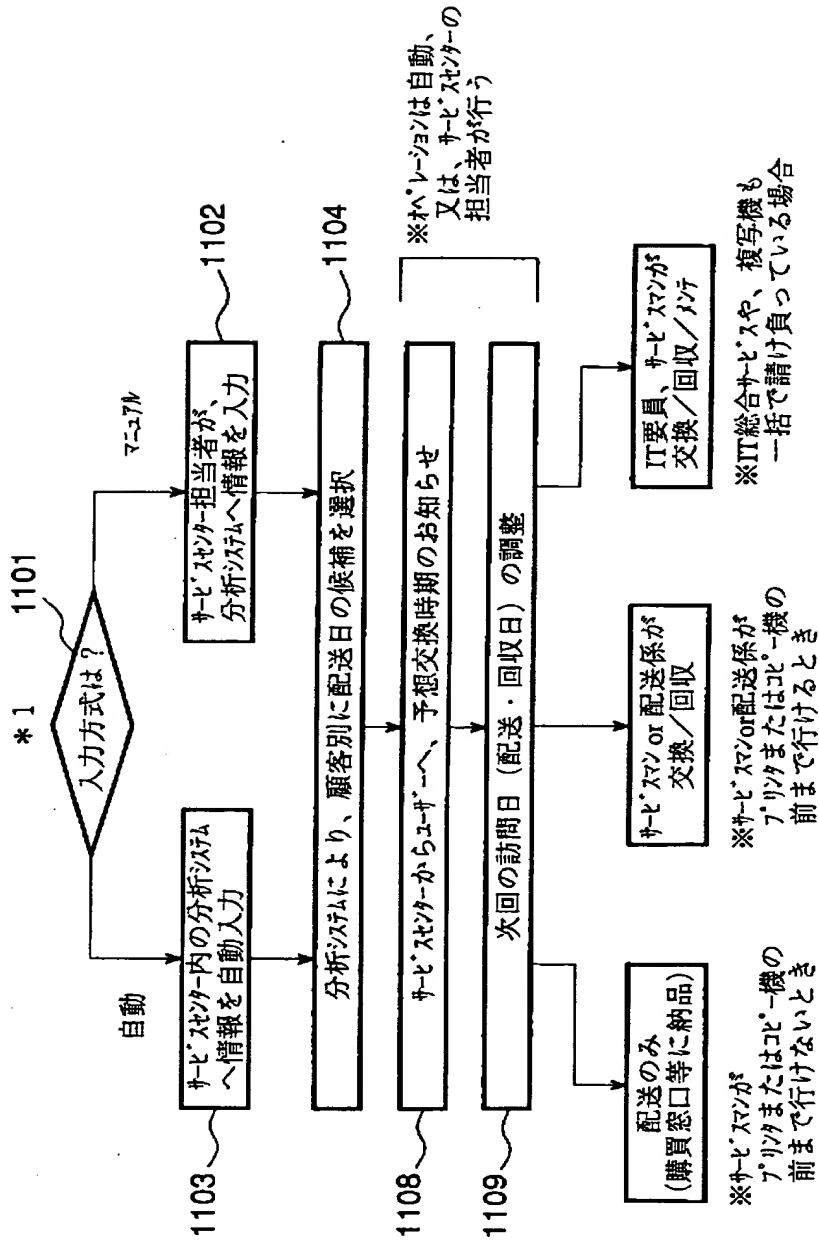 *1
1101
入力方式は?
自動
マニュアル
1103
サービスセンター内の分析システム
へ情報を自動入力
1102
サービスセンター担当者が、
分析システムへ情報を入力
1104
分析システムにより、顧客別に配送日の候補を選択
1108
サービスセンターからユーザーへ、予想交換時期のお知らせ
1109
次回の訪問日(配送・回収日)の調整
※オペレーションは自動、
又は、サービスセンターの
担当者が行う
配送のみ
(購買窓口等に納品)
※サービスマンが
プリンタまたはコピー機の
前まで行けないとき
サービスマンor配送係が
交換/回収
※サービスマンor配送係が
プリンタまたはコピー機の
前まで行けるとき
IT要員、サービスマンが
交換/回収/メンテ
※IT総合サービスや、複写機も
一括で請け負っている場合